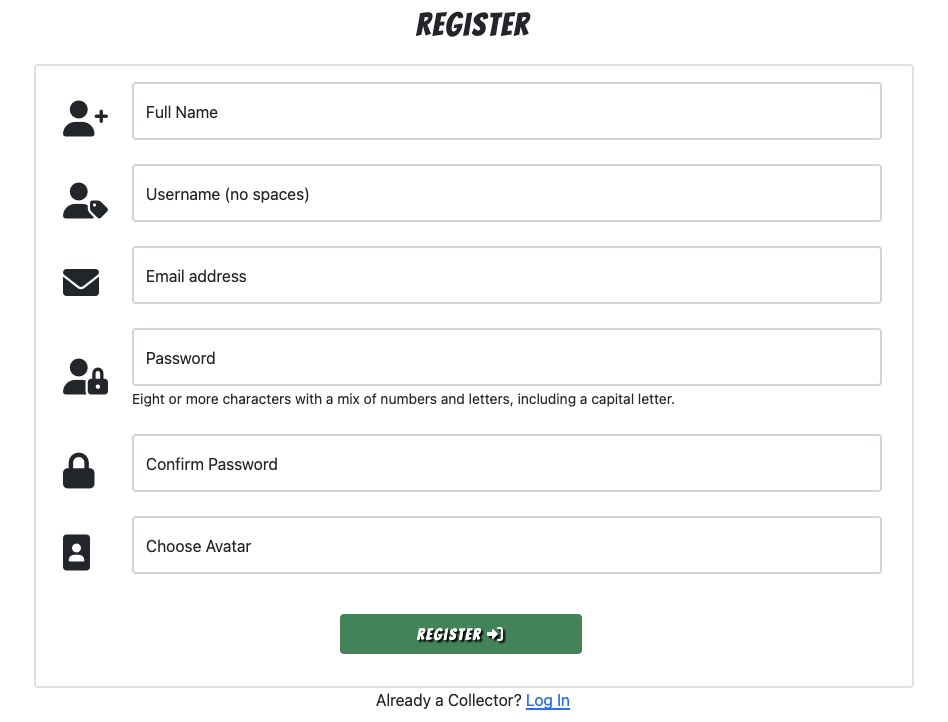 REGISTER
Full Name
Username (no spaces)
Email address
Password
Eight or more characters with a mix of numbers and letters, including a capital letter.
Confirm Password
Choose Avatar
REGISTER
Already a Collector? Log In